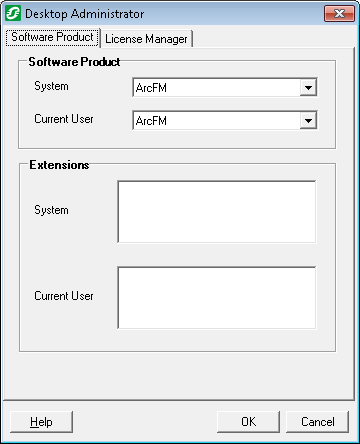 Desktop Administrator
Software Product
License Manager
Software Product
System
ArcFM
Current User
ArcFM
Extensions
System
Current User
Help
OK
Cancel